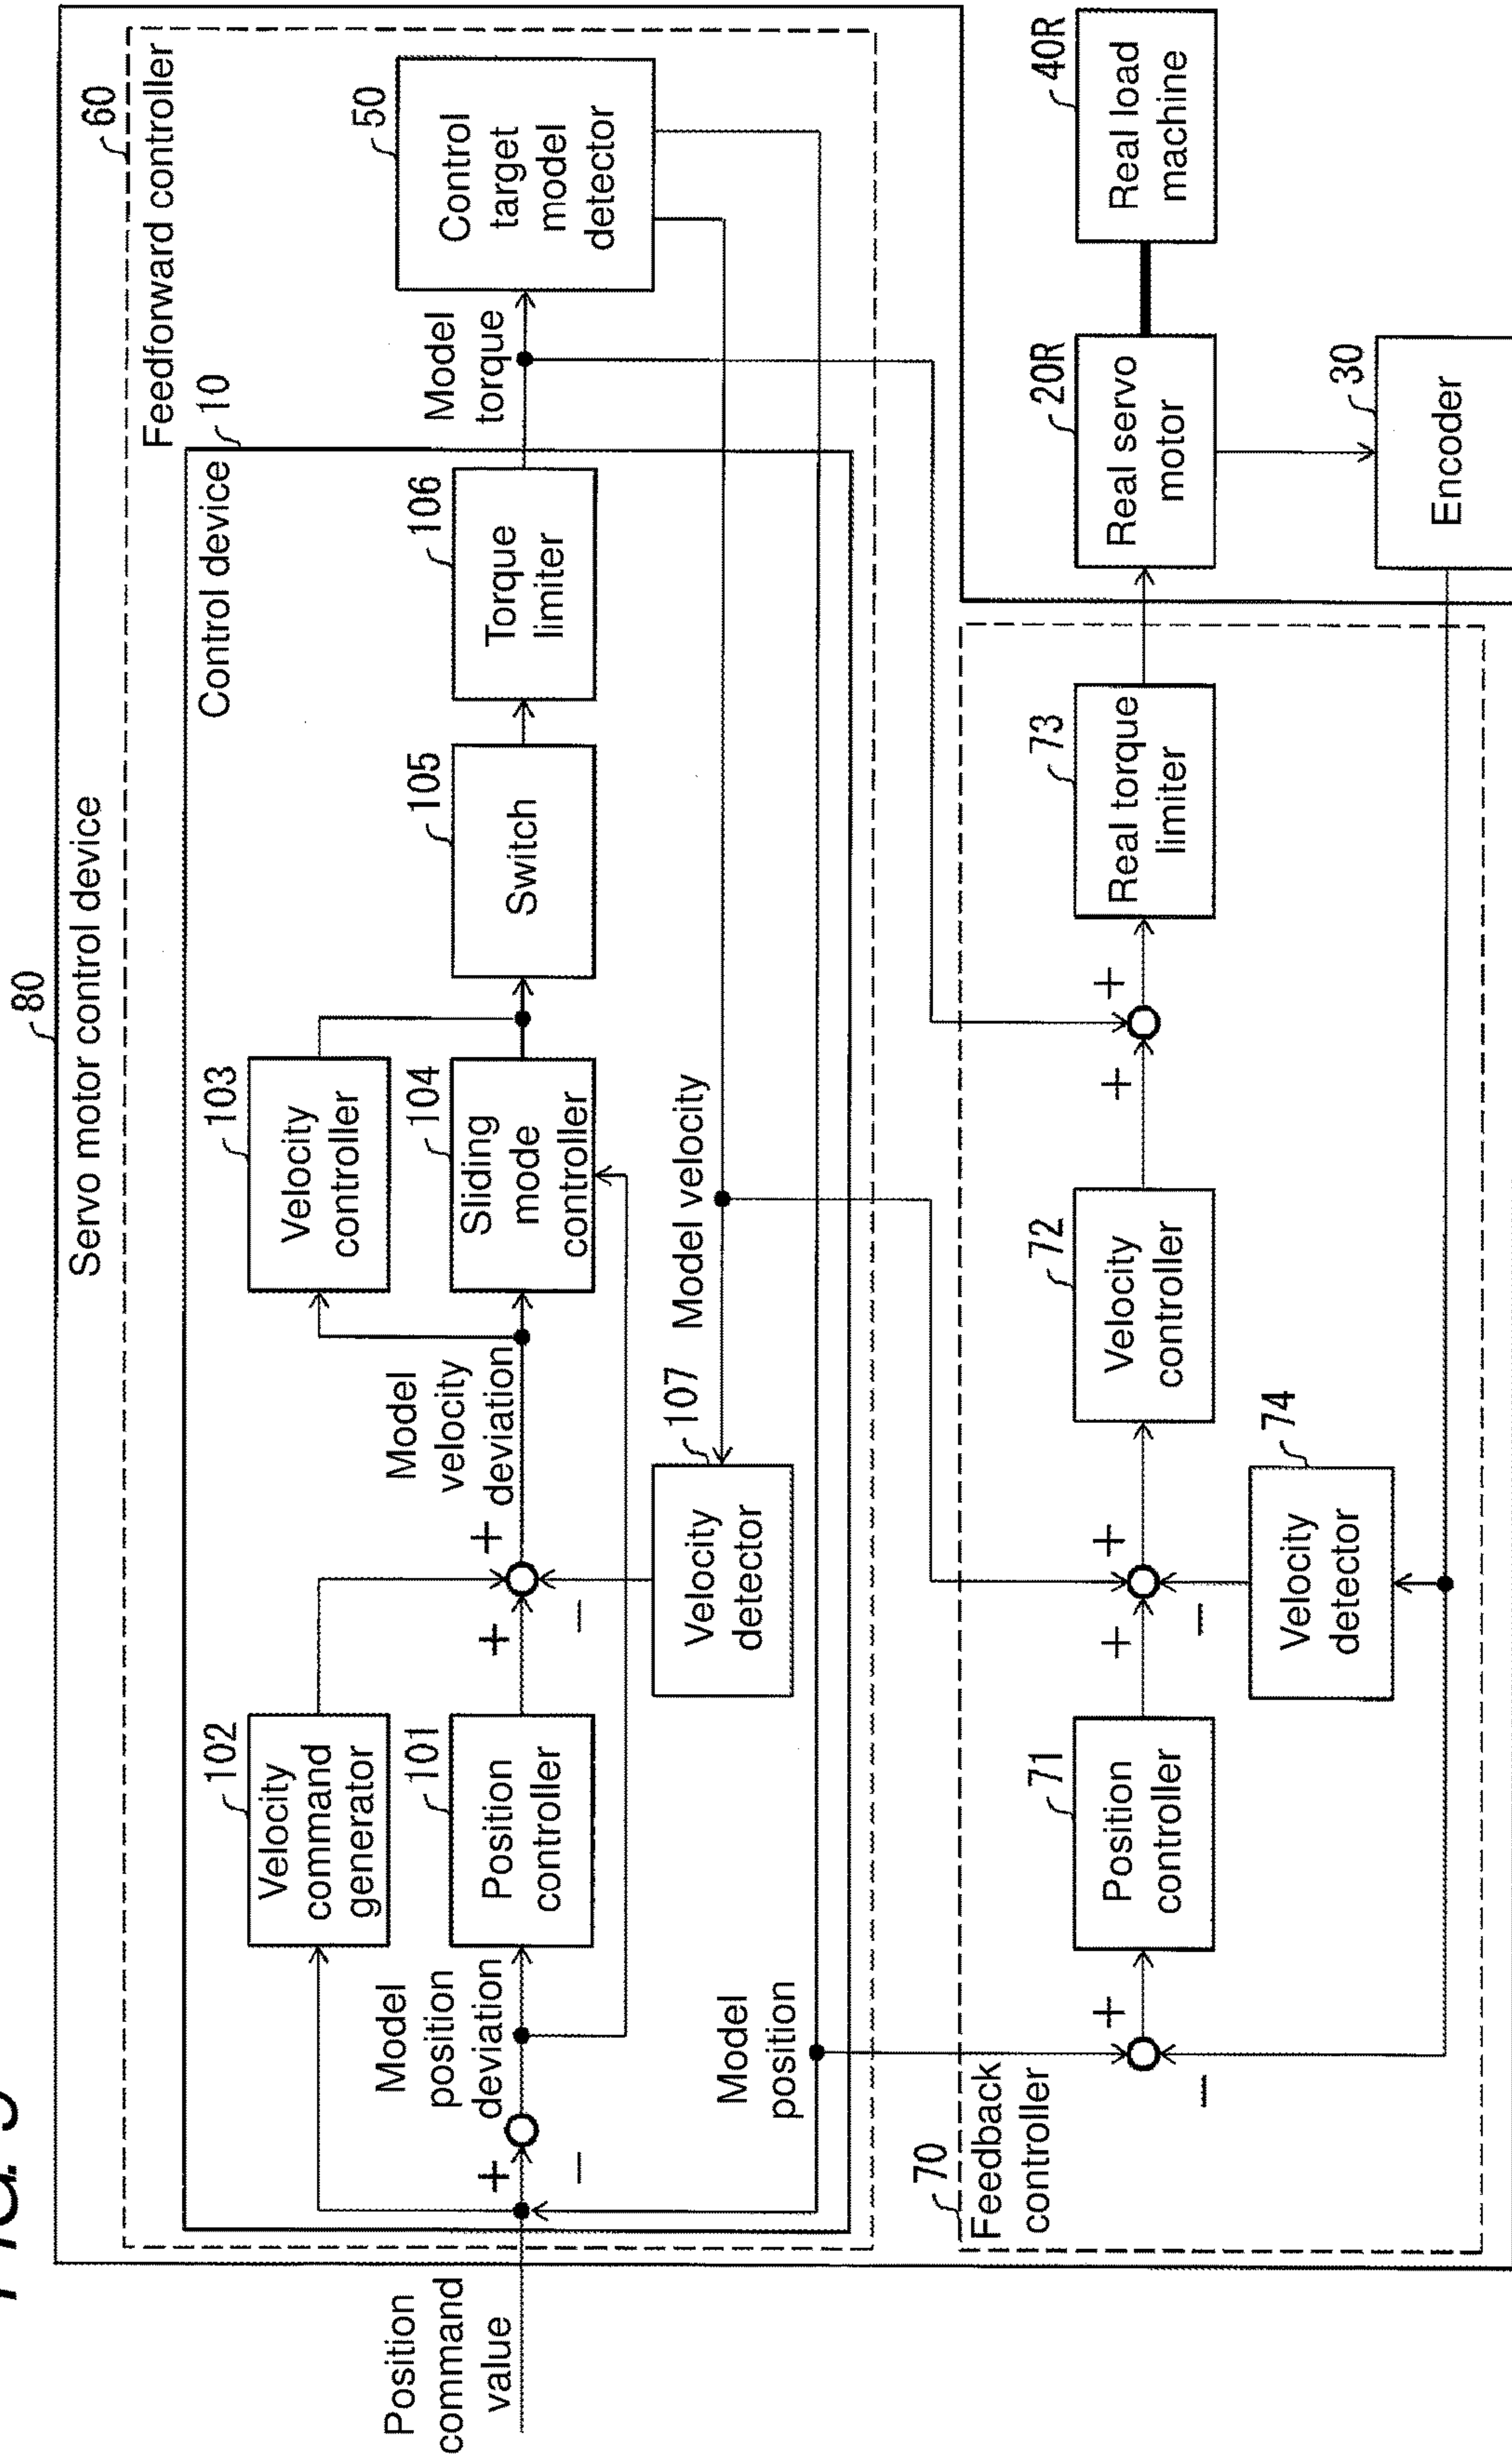 80
Servo motor control device
60
Feedforward controller
Control device
10
102
Velocity
command
generator
103
Velocity
controller
Position
command
value
+
−
Model
position
deviation
101
Position
controller
+
+
−
Model
velocity
deviation
104
Sliding
mode
controller
105
Switch
106
Torque
limiter
Model
torque
50
Control
target
model
detector
107
Velocity
detector
Model velocity
Model
position
70
Feedback
controller
+
−
71
Position
controller
+
+
−
72
Velocity
controller
+
+
73
Real torque
limiter
20R
Real servo
motor
40R
Real load
machine
74
Velocity
detector
30
Encoder